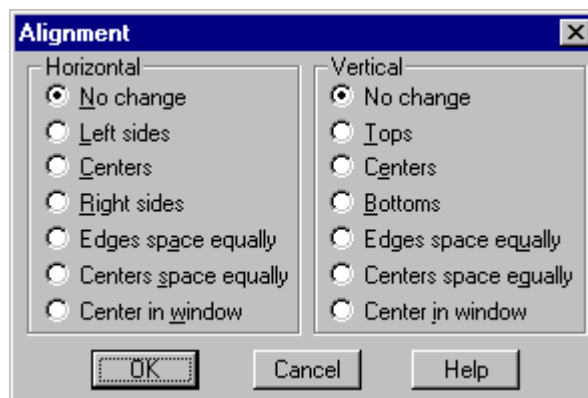 Alignment
Horizontal
No change
Left sides
Centers
Right sides
Edges space equally
Centers space equally
Center in window
Vertical
No change
Tops
Centers
Bottoms
Edges space equally
Centers space equally
Center in window
OK
Cancel
Help